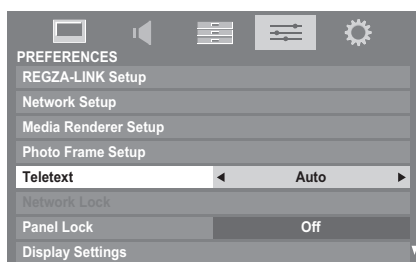 PREFERENCES
REGZA-LINK Setup
Network Setup
Media Renderer Setup
Photo Frame Setup
Teletext Auto
Network Lock
Panel Lock Off
Display Settings